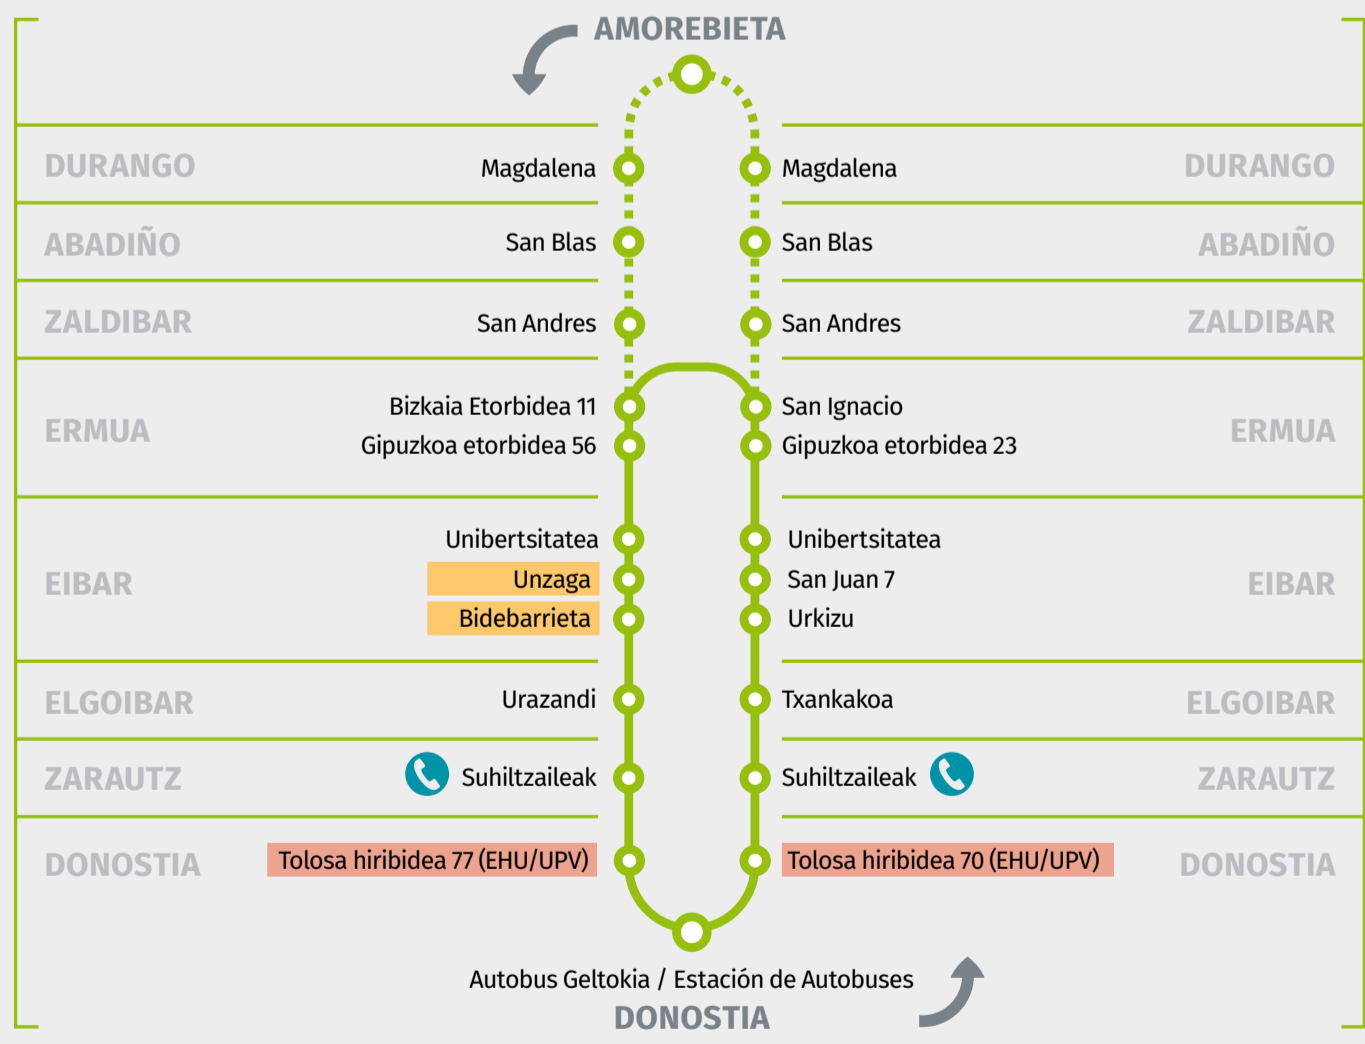 AMOREBIETA
DURANGO Magdalena Magdalena DURANGO
ABADIÑO San Blas San Blas ABADIÑO
ZALDIBAR San Andres San Andres ZALDIBAR
Bizkaia Etorbidea 11 San Ignacio
ERMUA ERMUA
Gipuzkoa etorbidea 56 Gipuzkoa etorbidea 23
Unibertsitatea Unibertsitatea
EIBAR Unzaga San Juan 7 EIBAR
Bidebarrieta Urkizu
ELGOIBAR Urazandi Txankakoa ELGOIBAR
ZARAUTZ Suhiltzaileak Suhiltzaileak ZARAUTZ
DONOSTIA Tolosa hiribidea 77 (EHU/UPV) Tolosa hiribidea 70 (EHU/UPV) DONOSTIA
Autobus Geltokia / Estación de Autobuses
DONOSTIA